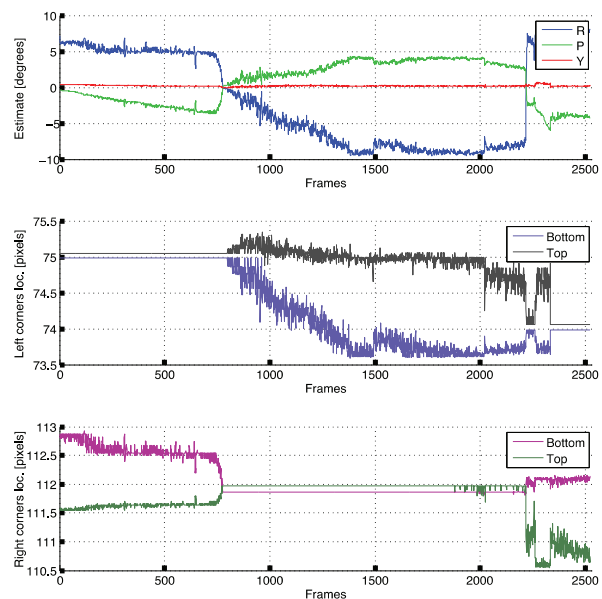 10
5
0
−5
−10
Estimate [degrees]
0
500
1000
1500
2000
2500
Frames
R
P
Y
75.5
75
74.5
74
73.5
Left corners loc. [pixels]
0
500
1000
1500
2000
2500
Frames
Bottom
Top
113
112.5
112
111.5
111
110.5
Right corners loc. [pixels]
0
500
1000
1500
2000
2500
Frames
Bottom
Top